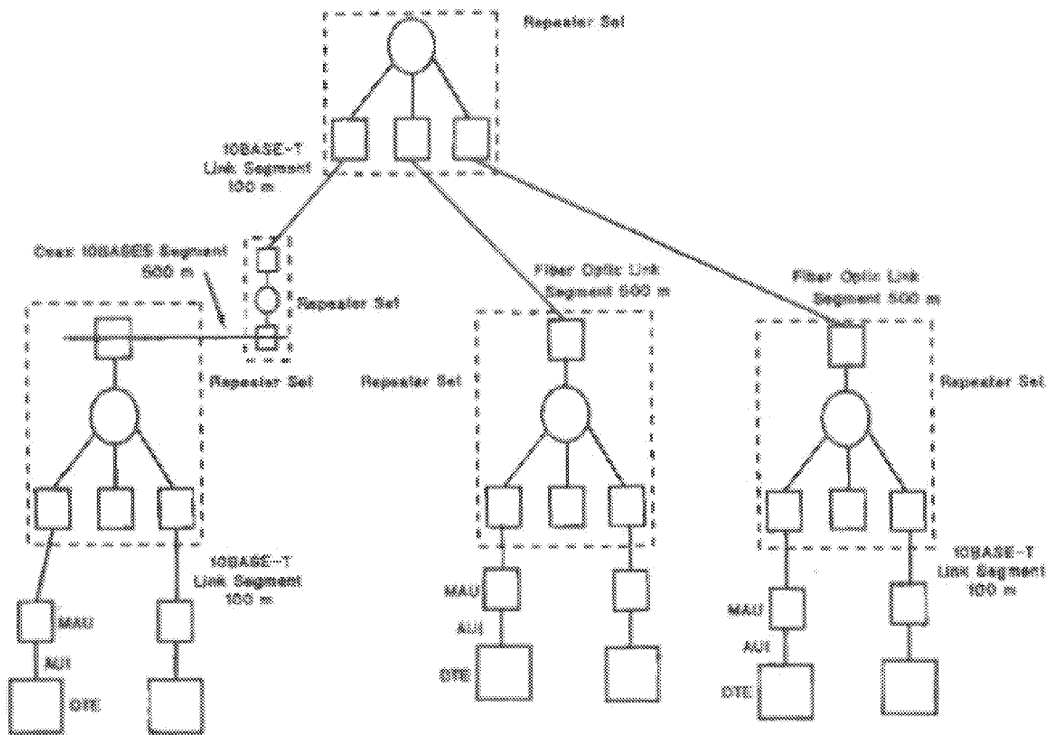 Repeater Set
10BASE-T
Link Segment
100 m
Coax 10BASE5 Segment
500 m
Repeater Set
Fiber Optic Link
Segment 500 m
Fiber Optic Link
Segment 500 m
Repeater Set
Repeater Set
Repeater Set
10BASE-T
Link Segment
100 m
10BASE-T
Link Segment
100 m
MAU
AUI
DTE
MAU
AUI
DTE
MAU
AUI
DTE